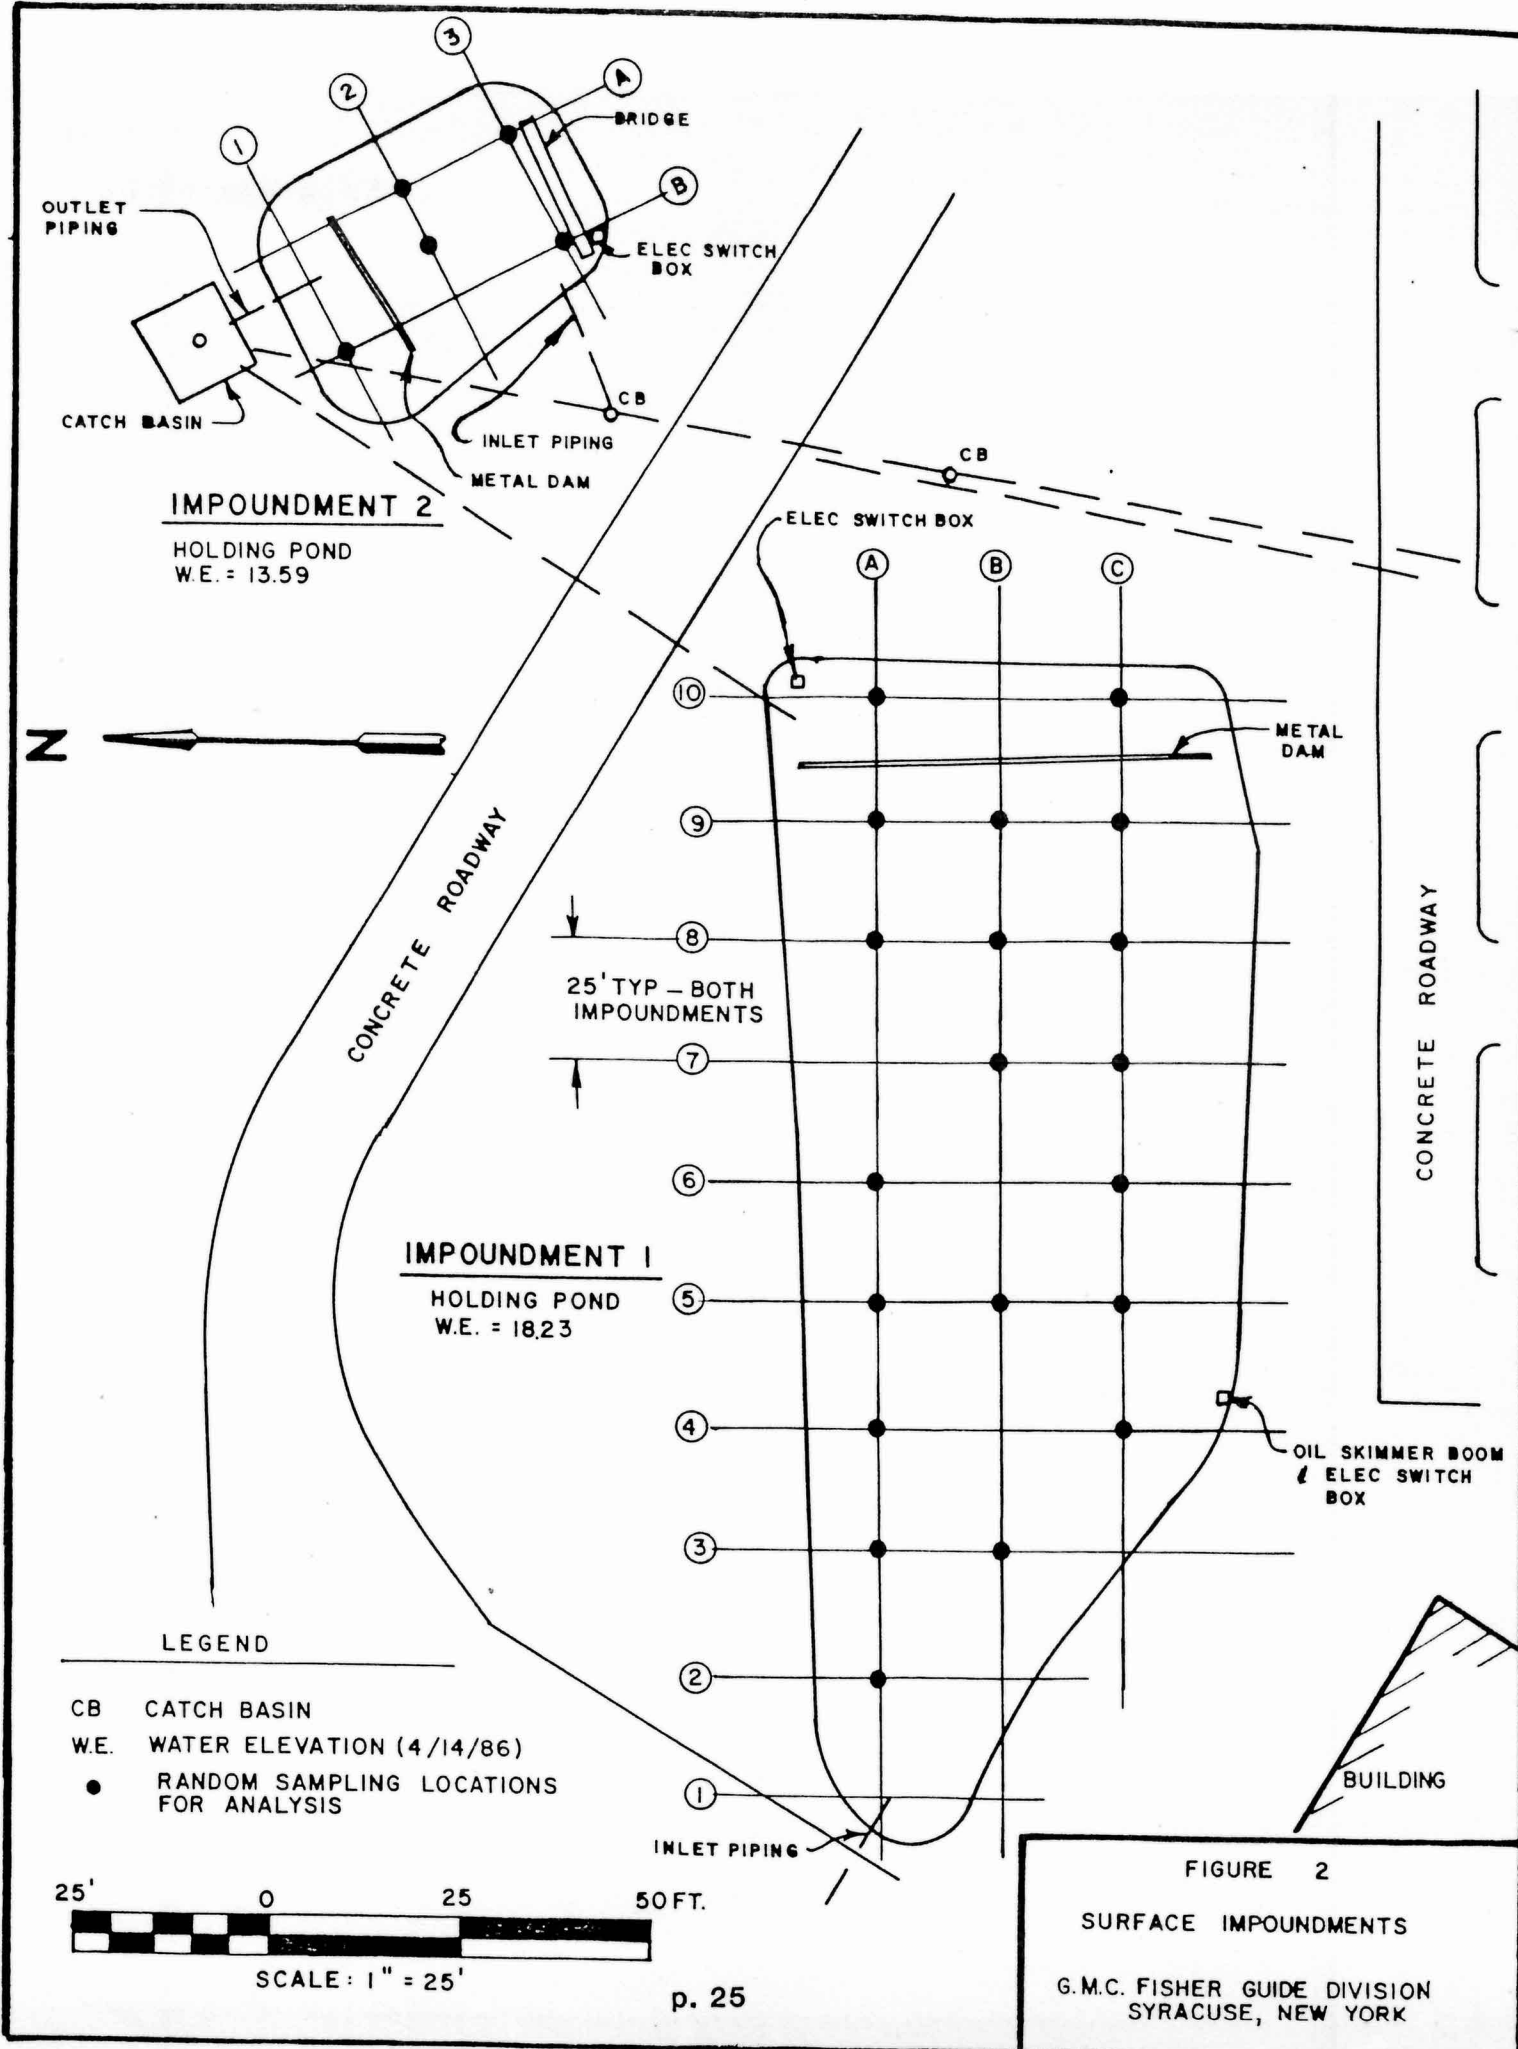 3
2
A
1
BRIDGE
B
OUTLET
PIPING
ELEC SWITCH
BOX
CB
CATCH BASIN
INLET PIPING
METAL DAM
CB
IMPOUNDMENT 2
HOLDING POND
W.E. = 13.59
ELEC SWITCH BOX
A
B
C
10
N
METAL
DAM
9
CONCRETE ROADWAY
8
25' TYP — BOTH
IMPOUNDMENTS
CONCRETE ROADWAY
7
6
IMPOUNDMENT 1
HOLDING POND
W.E. = 18.23
5
4
OIL SKIMMER BOOM
& ELEC SWITCH
BOX
3
LEGEND
2
CB CATCH BASIN
W.E. WATER ELEVATION (4/14/86)
● RANDOM SAMPLING LOCATIONS
FOR ANALYSIS
1
BUILDING
INLET PIPING
25' 0 25 50 FT.
SCALE: 1" = 25'
p. 25
FIGURE 2
SURFACE IMPOUNDMENTS
G.M.C. FISHER GUIDE DIVISION
SYRACUSE, NEW YORK